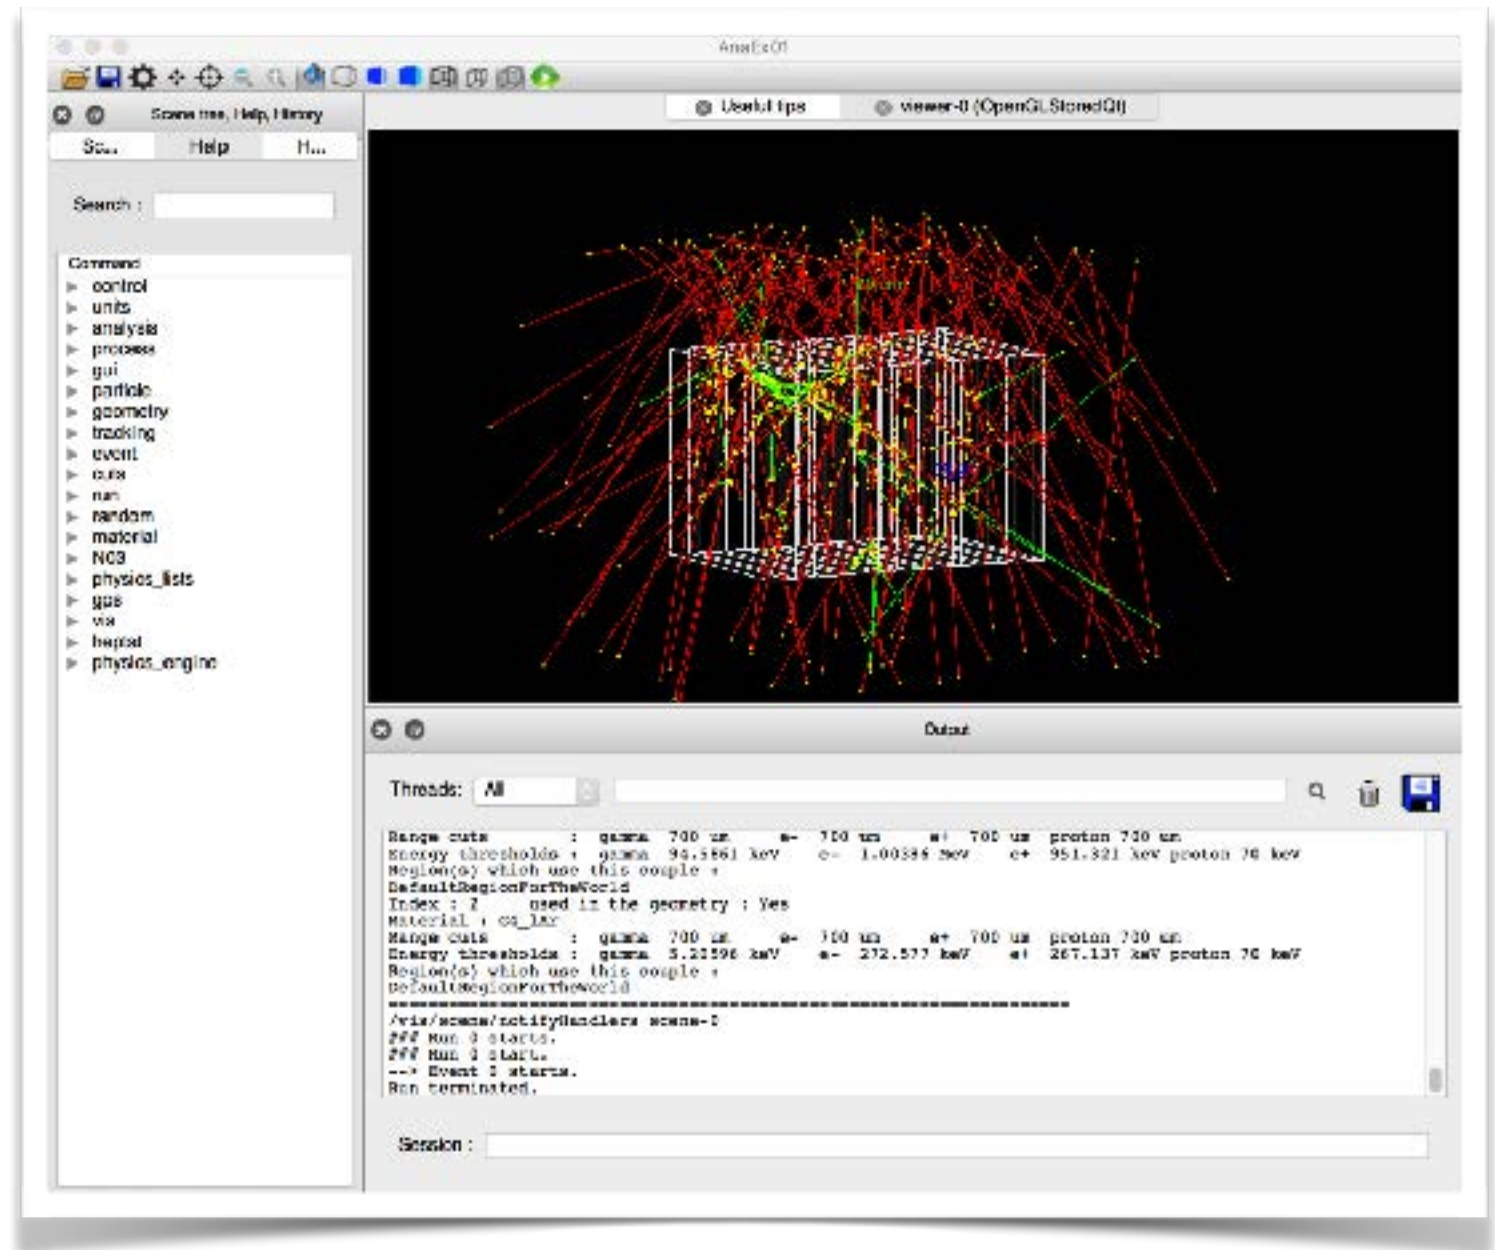 AnaEx01
Scene tree, Help, History
Useful tips
viewer-0 (OpenGLStoredQt)
Sc...
Help
H...
Search :
Command
control
units
analysis
process
gui
particle
geometry
tracking
event
cuts
run
random
material
N03
physics_lists
gps
vis
heptst
physics_engine
Output
Threads: All
Range cuts : gamma 700 um e- 700 um e+ 700 um proton 700 um
Energy thresholds : gamma 94.5861 keV e- 1.00386 MeV e+ 951.321 keV proton 70 keV
Region(s) which use this couple :
DefaultRegionForTheWorld
Index : 2 used in the geometry : Yes
Material : G4_lAr
Range cuts : gamma 700 um e- 700 um e+ 700 um proton 700 um
Energy thresholds : gamma keV e- 272.577 keV e+ 267.137 keV proton 70 keV
Region(s) which use this couple :
DefaultRegionForTheWorld
/vis/scene/notifyHandlers scene-0
### Run 0 starts.
### Run 0 start.
--> Event 0 starts.
Run terminated.
Session :